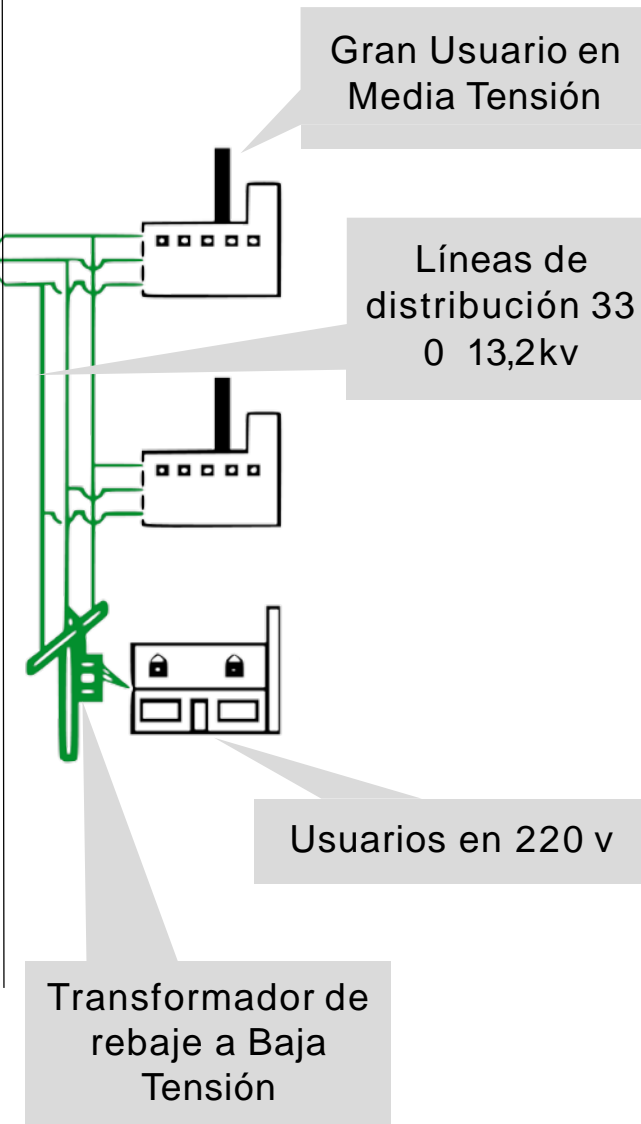 Gran Usuario en
Media Tensión
Líneas de
distribución 33
0 13,2kv
Usuarios en 220 v
Transformador de
rebaje a Baja
Tensión